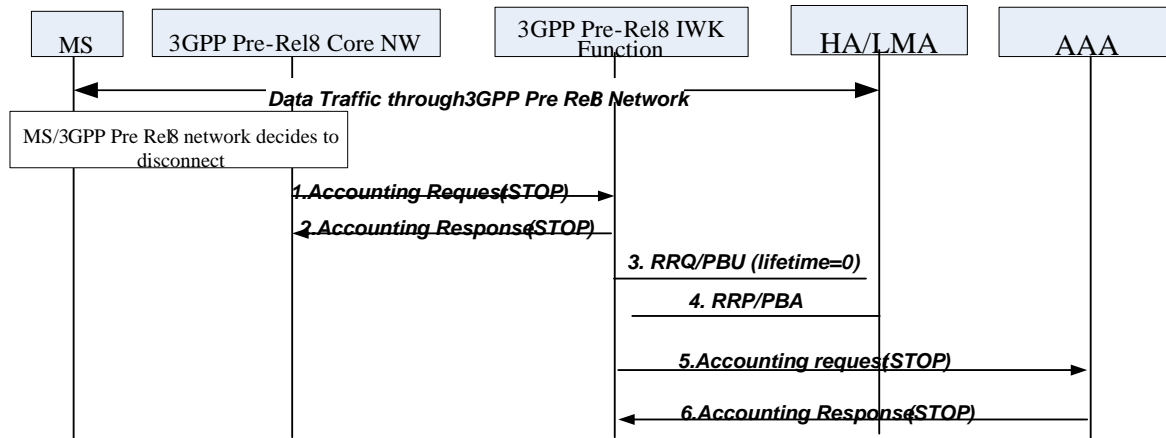 MS
3GPP Pre-Rel8 Core NW
3GPP Pre-Rel8 IWK
Function
HA/LMA
AAA
Data Traffic through3GPP Pre Rel8 Network
MS/3GPP Pre Rel8 network decides to
disconnect
1.Accounting Request(STOP)
2.Accounting Response(STOP)
3. RRQ/PBU (lifetime=0)
4. RRP/PBA
5.Accounting request(STOP)
6.Accounting Response(STOP)